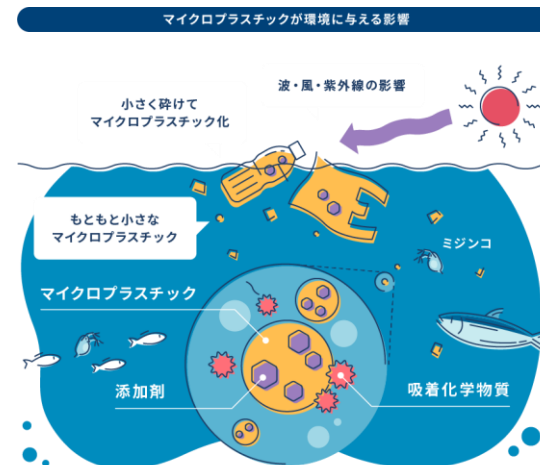 マイクロプラスチックが環境に与える影響
波・風・紫外線の影響
小さく砕けて
マイクロプラスチック化
もともと小さな
マイクロプラスチック
ミジンコ
マイクロプラスチック
添加剤
吸着化学物質